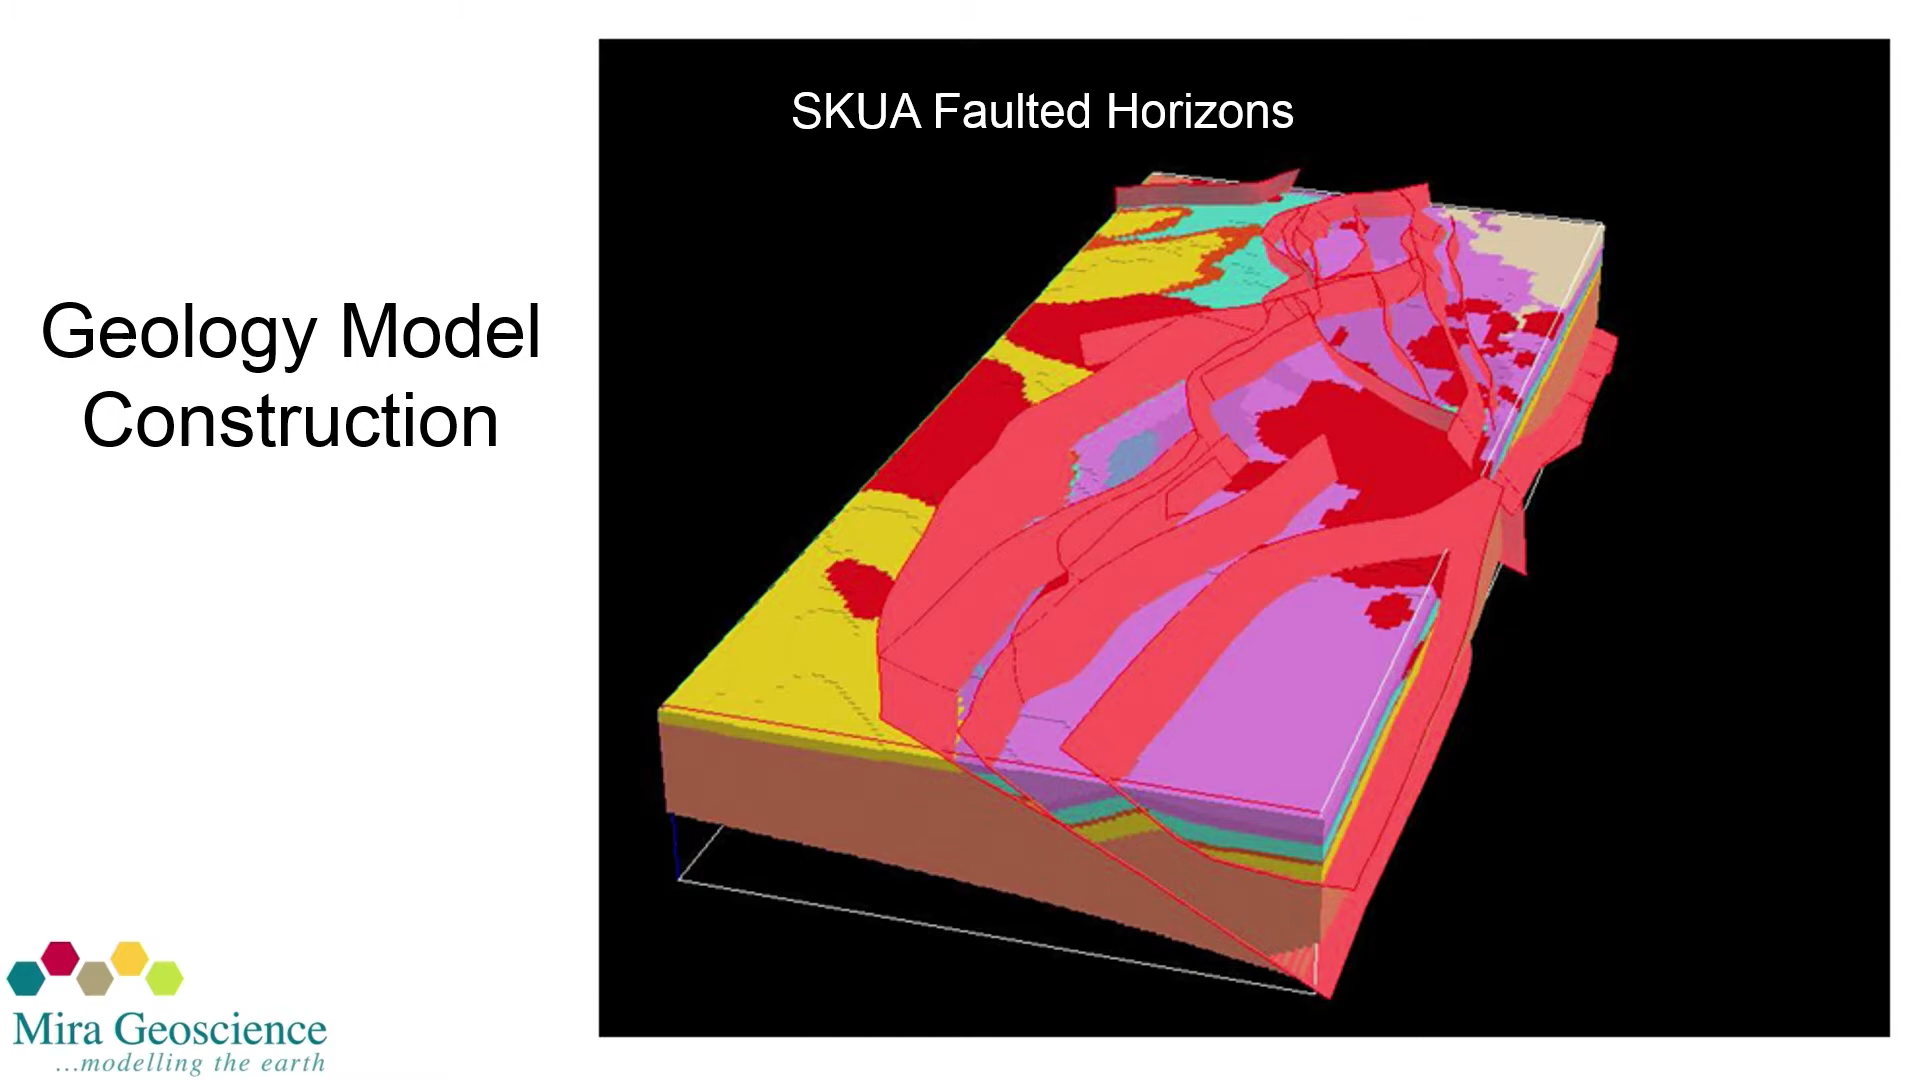 SKUA Faulted Horizons
Geology Model
Construction
Mira Geoscience
...modelling the earth